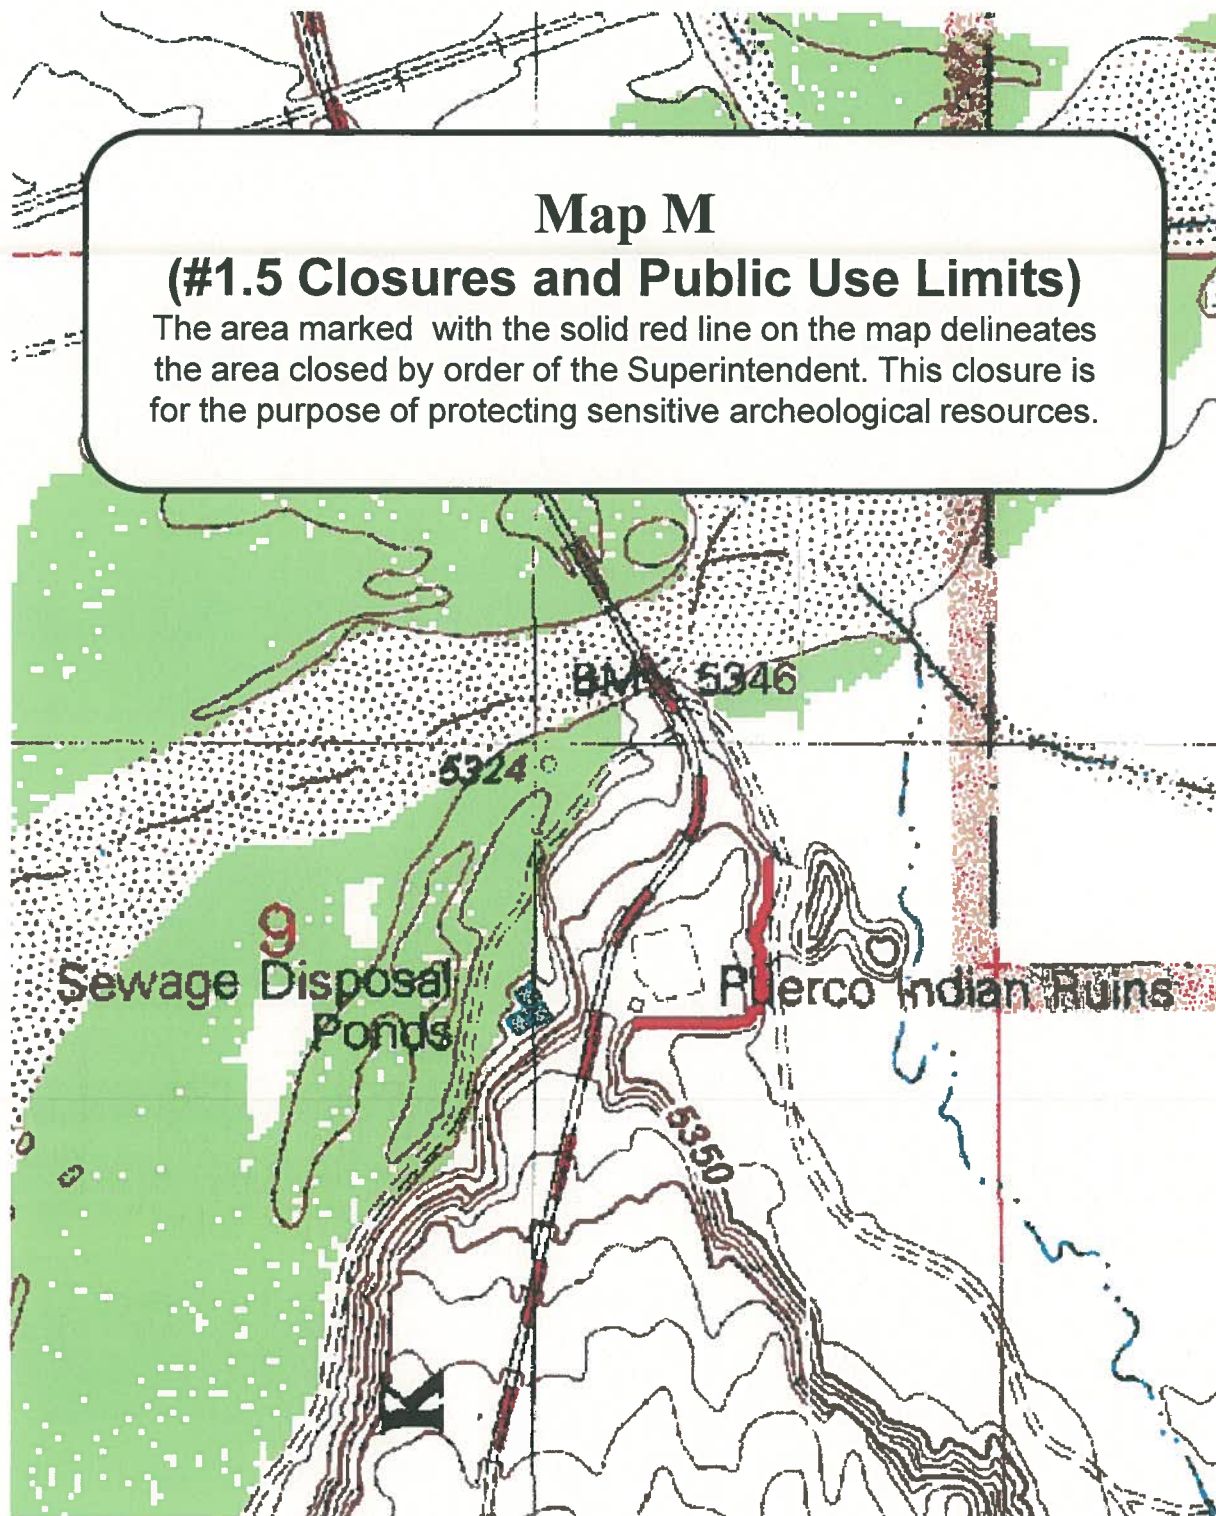 Map M
(#1.5 Closures and Public Use Limits)
The area marked with the solid red line on the map delineates
the area closed by order of the Superintendent. This closure is
for the purpose of protecting sensitive archeological resources.
BM 5346
5324
9
Sewage Disposal
Ponds
Puerco Indian Ruins
5350
K